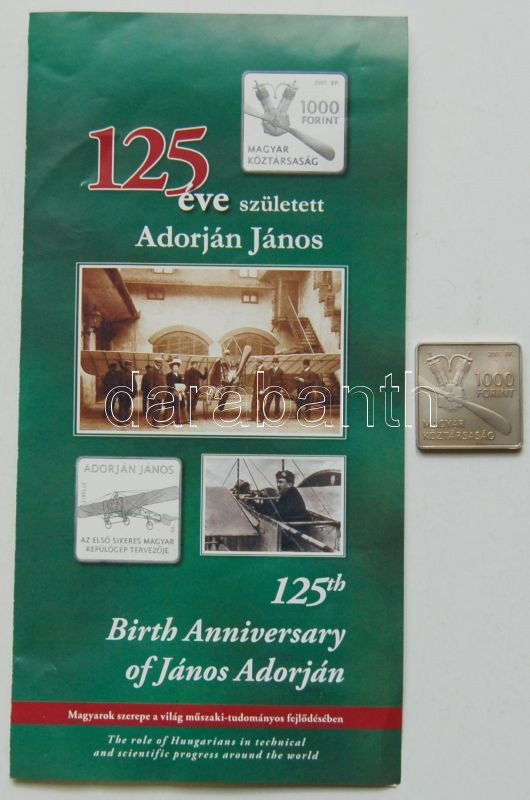 2007. BP.
1000
FORINT
MAGYAR
KÖZTÁRSASÁG
125
éve született
Adorján János
darabanth
2007. BP.
1000
FORINT
MAGYAR
KÖZTÁRSASÁG
ADORJÁN JÁNOS
AZ ELSŐ SIKERES MAGYAR
REPÜLŐGÉP TERVEZŐJE
125th
Birth Anniversary
of János Adorján
Magyarok szerepe a világ műszaki-tudományos fejlődésében
The role of Hungarians in technical
and scientific progress around the world